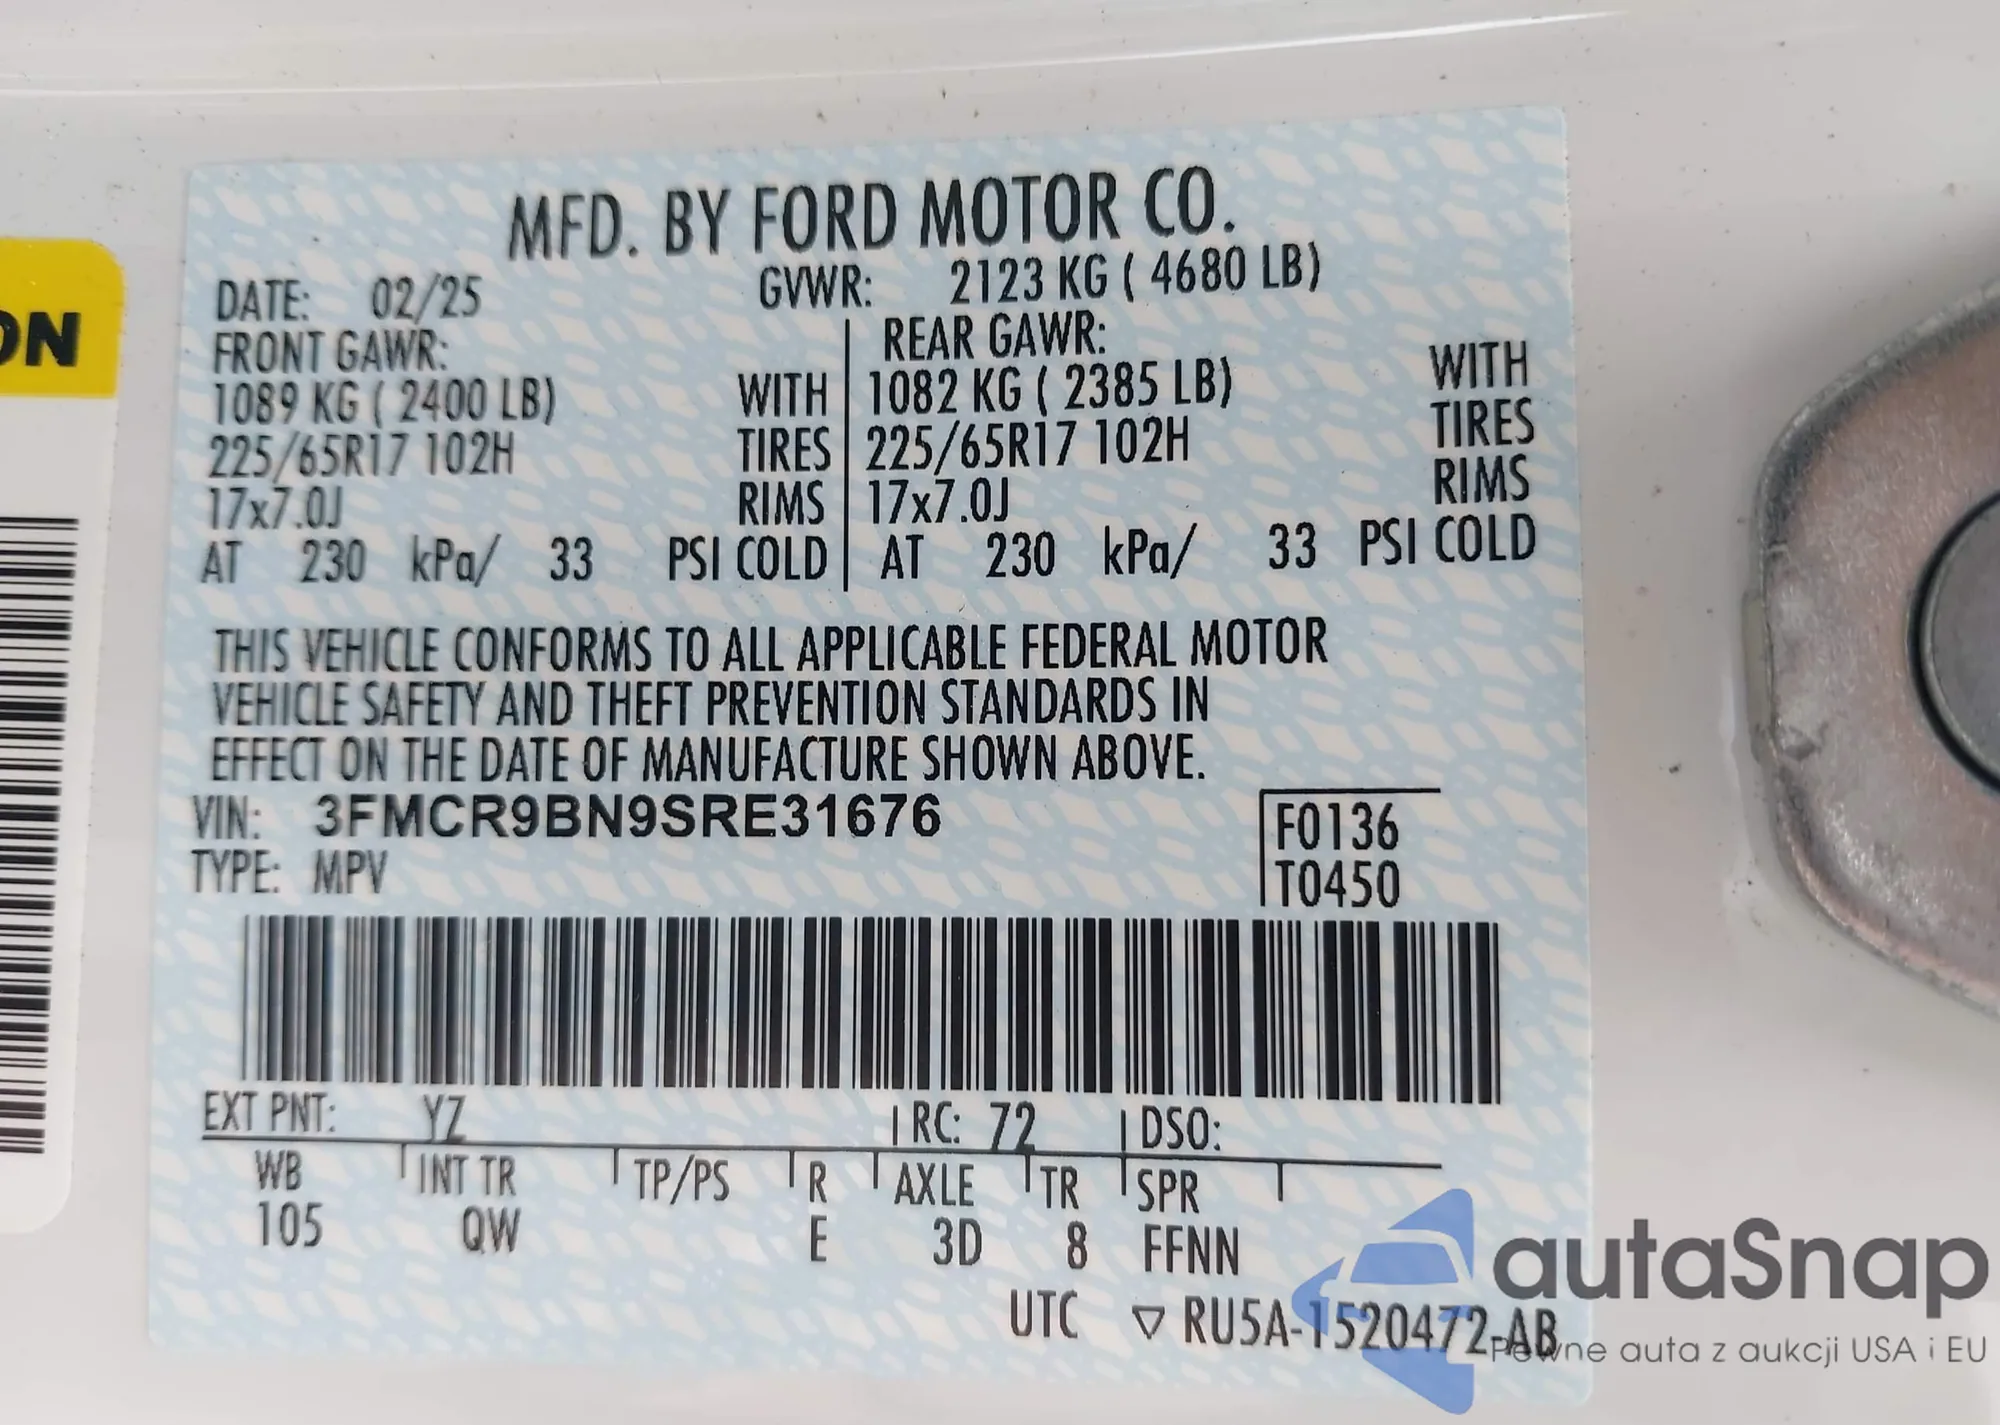 MFD. BY FORD MOTOR CO.
DATE: 02/25 GVWR: 2123 KG ( 4680 LB)
FRONT GAWR: REAR GAWR:
1089 KG ( 2400 LB) WITH 1082 KG ( 2385 LB) WITH
225/65R17 102H TIRES 225/65R17 102H TIRES
17x7.0J RIMS 17x7.0J RIMS
AT 230 kPa/ 33 PSI COLD AT 230 kPa/ 33 PSI COLD
THIS VEHICLE CONFORMS TO ALL APPLICABLE FEDERAL MOTOR
VEHICLE SAFETY AND THEFT PREVENTION STANDARDS IN
EFFECT ON THE DATE OF MANUFACTURE SHOWN ABOVE.
VIN: 3FMCR9BN9SRE31676 F0136
TYPE: MPV T0450
EXT PNT: YZ RC: 72 DSO:
WB INT TR TP/PS R AXLE TR SPR
105 QW E 3D 8 FFNN
UTC ▽ RU5A-1520472-AB
ON
autaSnap
Pewne auta z aukcji USA i EU